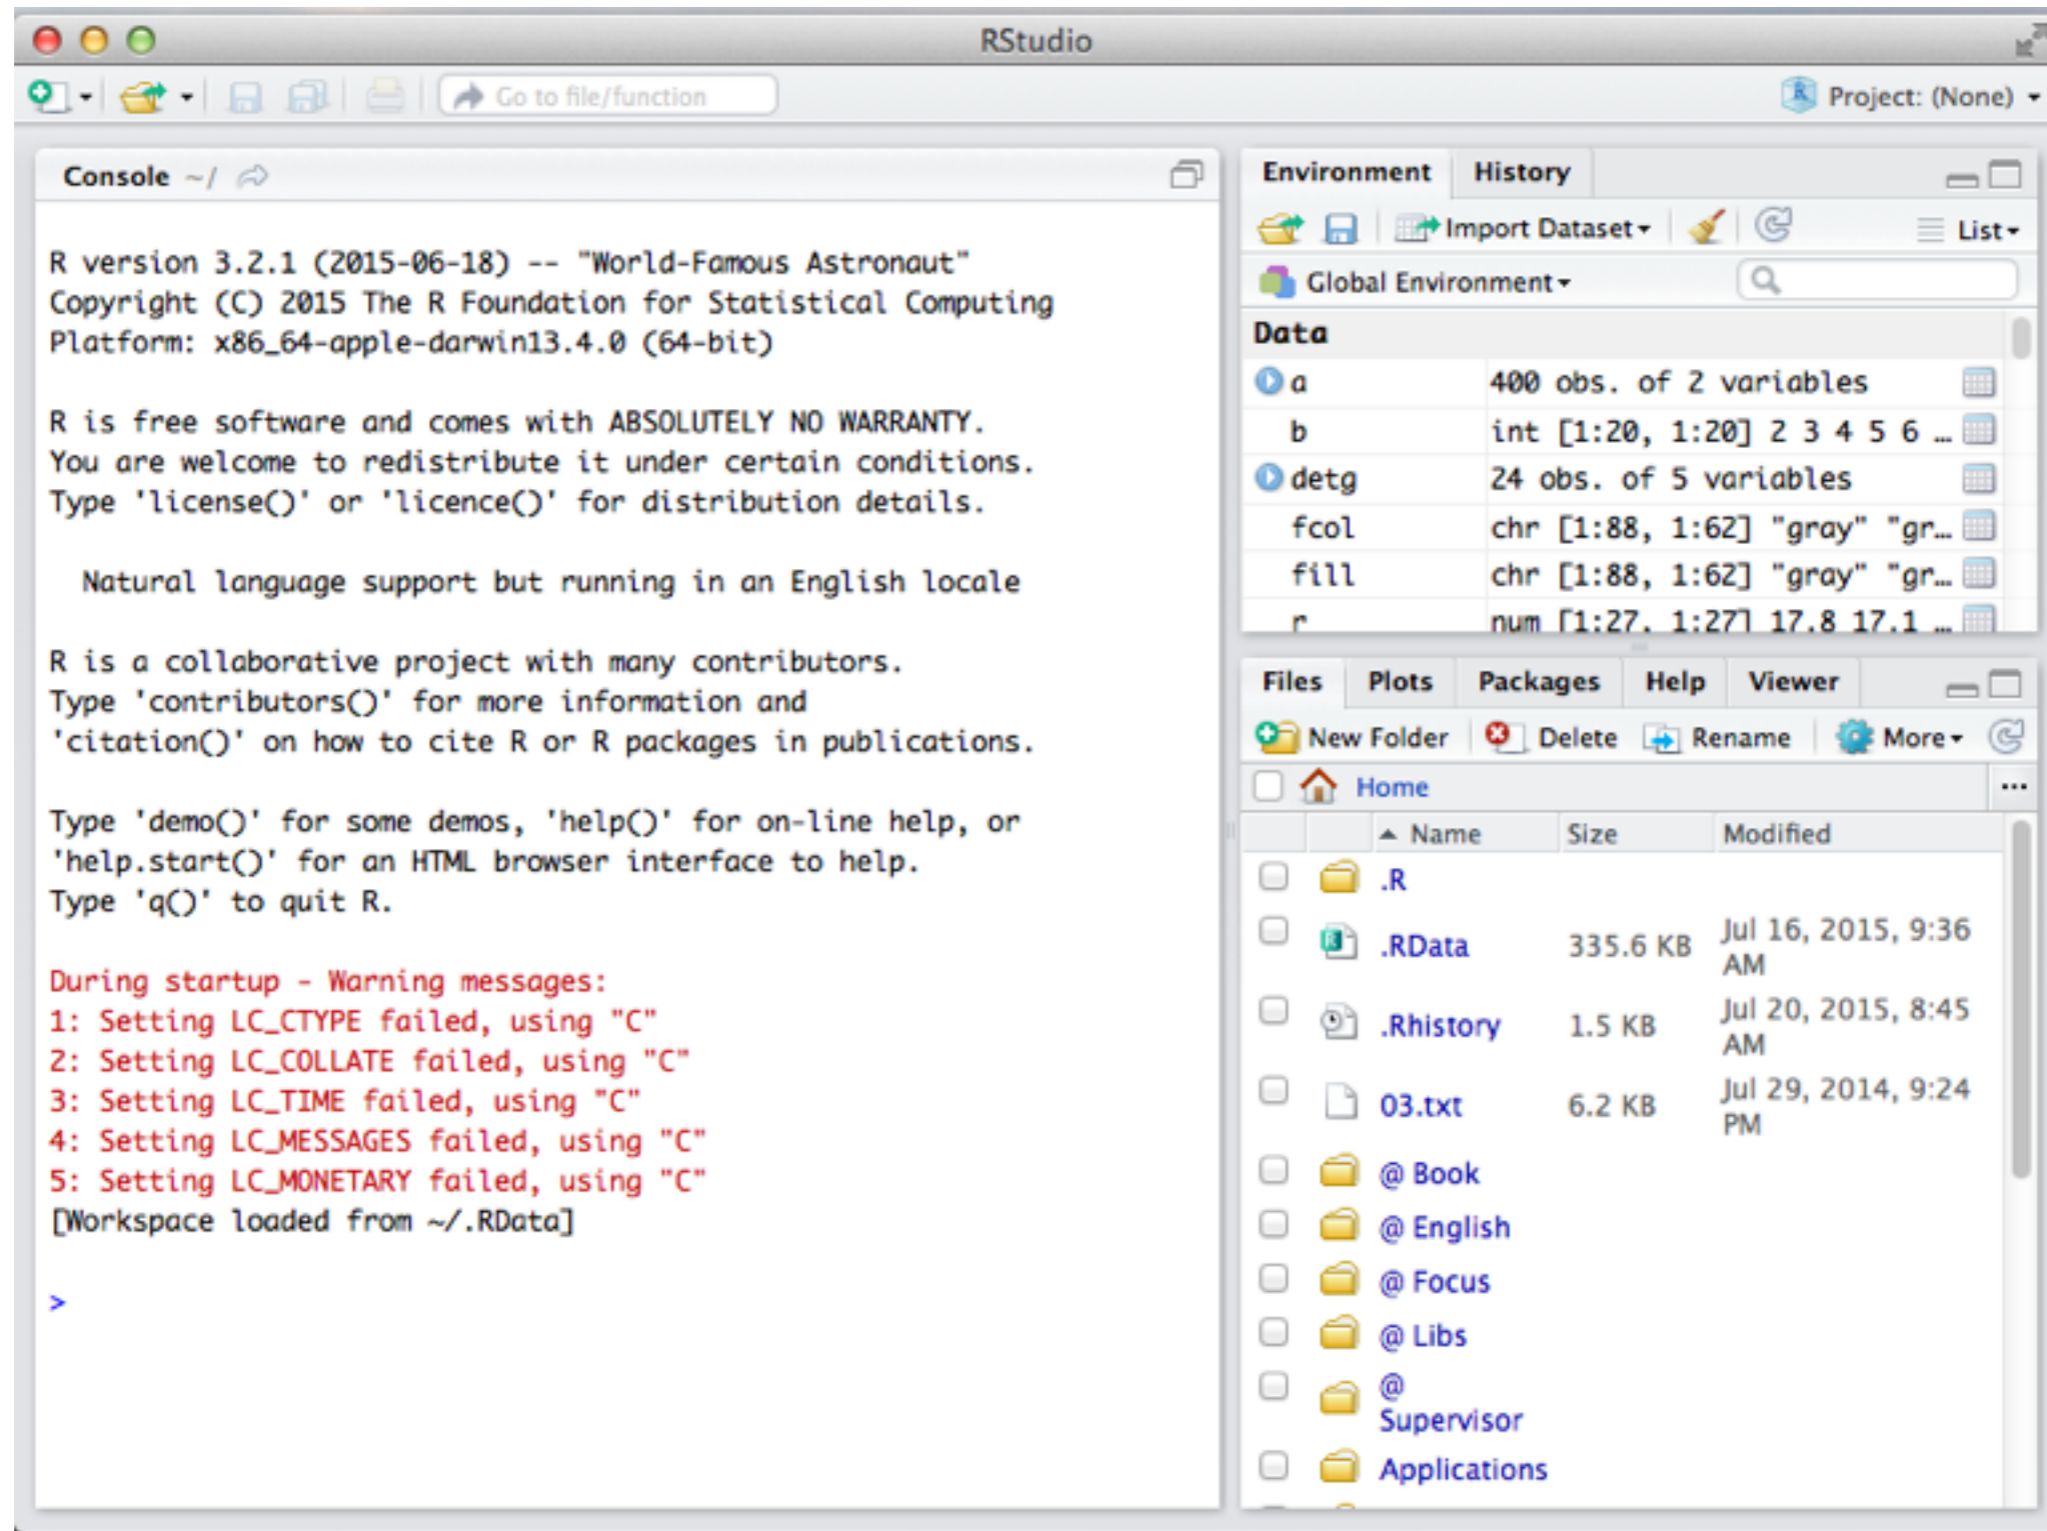 RStudio
Go to file/function
Project: (None)
Console ~/
R version 3.2.1 (2015-06-18) -- "World-Famous Astronaut"
Copyright (C) 2015 The R Foundation for Statistical Computing
Platform: x86_64-apple-darwin13.4.0 (64-bit)
R is free software and comes with ABSOLUTELY NO WARRANTY.
You are welcome to redistribute it under certain conditions.
Type 'license()' or 'licence()' for distribution details.
Natural language support but running in an English locale
R is a collaborative project with many contributors.
Type 'contributors()' for more information and
'citation()' on how to cite R or R packages in publications.
Type 'demo()' for some demos, 'help()' for on-line help, or
'help.start()' for an HTML browser interface to help.
Type 'q()' to quit R.
During startup - Warning messages:
1: Setting LC_CTYPE failed, using "C"
2: Setting LC_COLLATE failed, using "C"
3: Setting LC_TIME failed, using "C"
4: Setting LC_MESSAGES failed, using "C"
5: Setting LC_MONETARY failed, using "C"
[Workspace loaded from ~/.RData]
>
Environment History
Import Dataset List
Global Environment
Data
a 400 obs. of 2 variables
b int [1:20, 1:20] 2 3 4 5 6 …
detg 24 obs. of 5 variables
fcol chr [1:88, 1:62] "gray" "gr…
fill chr [1:88, 1:62] "gray" "gr…
r num [1:27, 1:27] 17.8 17.1 …
Files Plots Packages Help Viewer
New Folder Delete Rename More
Home ...
Name Size Modified
.R
.RData 335.6 KB Jul 16, 2015, 9:36
AM
.Rhistory 1.5 KB Jul 20, 2015, 8:45
AM
03.txt 6.2 KB Jul 29, 2014, 9:24
PM
@ Book
@ English
@ Focus
@ Libs
@
Supervisor
Applications